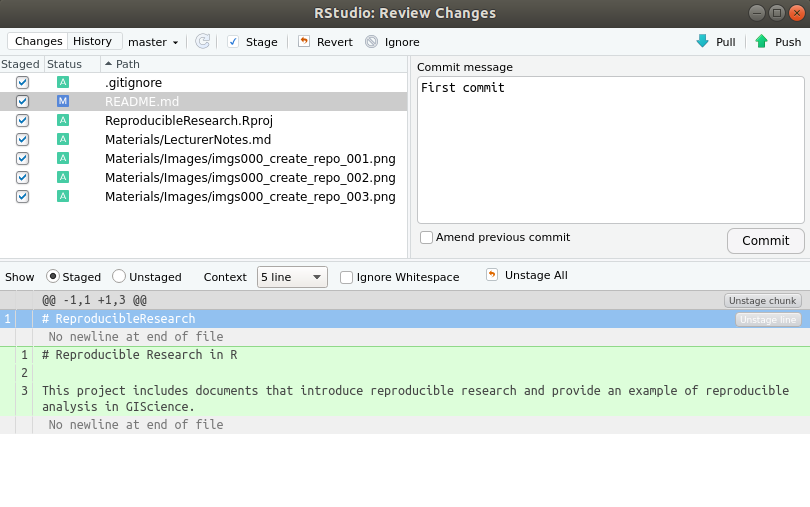 RStudio: Review Changes
Changes History master Stage Revert Ignore Pull Push
Staged Status Path
A .gitignore
M README.md
A ReproducibleResearch.Rproj
A Materials/LecturerNotes.md
A Materials/Images/imgs000_create_repo_001.png
A Materials/Images/imgs000_create_repo_002.png
A Materials/Images/imgs000_create_repo_003.png
Commit message
First commit
Amend previous commit
Commit
Show Staged Unstaged Context 5 line Ignore Whitespace Unstage All
@@ -1,1 +1,3 @@ Unstage chunk
1 # ReproducibleResearch Unstage line
No newline at end of file
1 # Reproducible Research in R
2
3 This project includes documents that introduce reproducible research and provide an example of reproducible
analysis in GIScience.
No newline at end of file